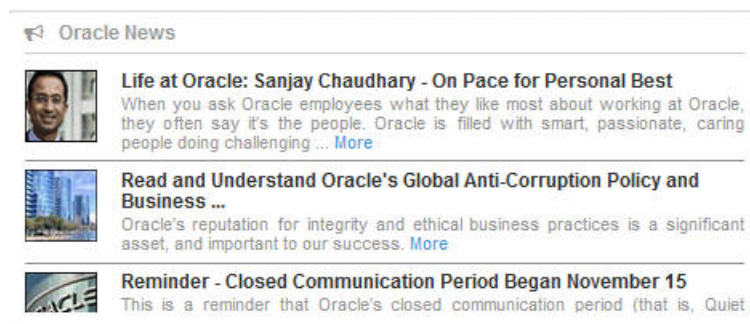 Oracle News
Life at Oracle: Sanjay Chaudhary - On Pace for Personal Best
When you ask Oracle employees what they like most about working at Oracle,
they often say it's the people. Oracle is filled with smart, passionate, caring
people doing challenging ... More
Read and Understand Oracle's Global Anti-Corruption Policy and
Business ...
Oracle's reputation for integrity and ethical business practices is a significant
asset, and important to our success. More
Reminder - Closed Communication Period Began November 15
This is a reminder that Oracle's closed communication period (that is, Quiet
ACLE